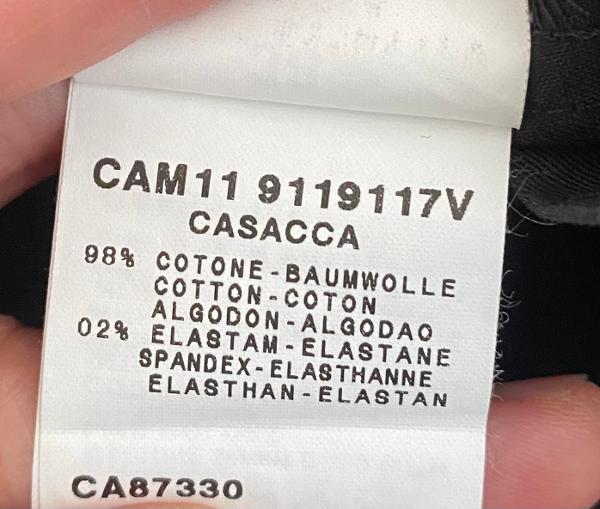 CAM11 9119117V
CASACCA
98% COTONE-BAUMWOLLE
COTTON-COTON
ALGODON-ALGODAO
02% ELASTAM-ELASTANE
SPANDEX-ELASTHANNE
ELASTHAN-ELASTAN
CA87330